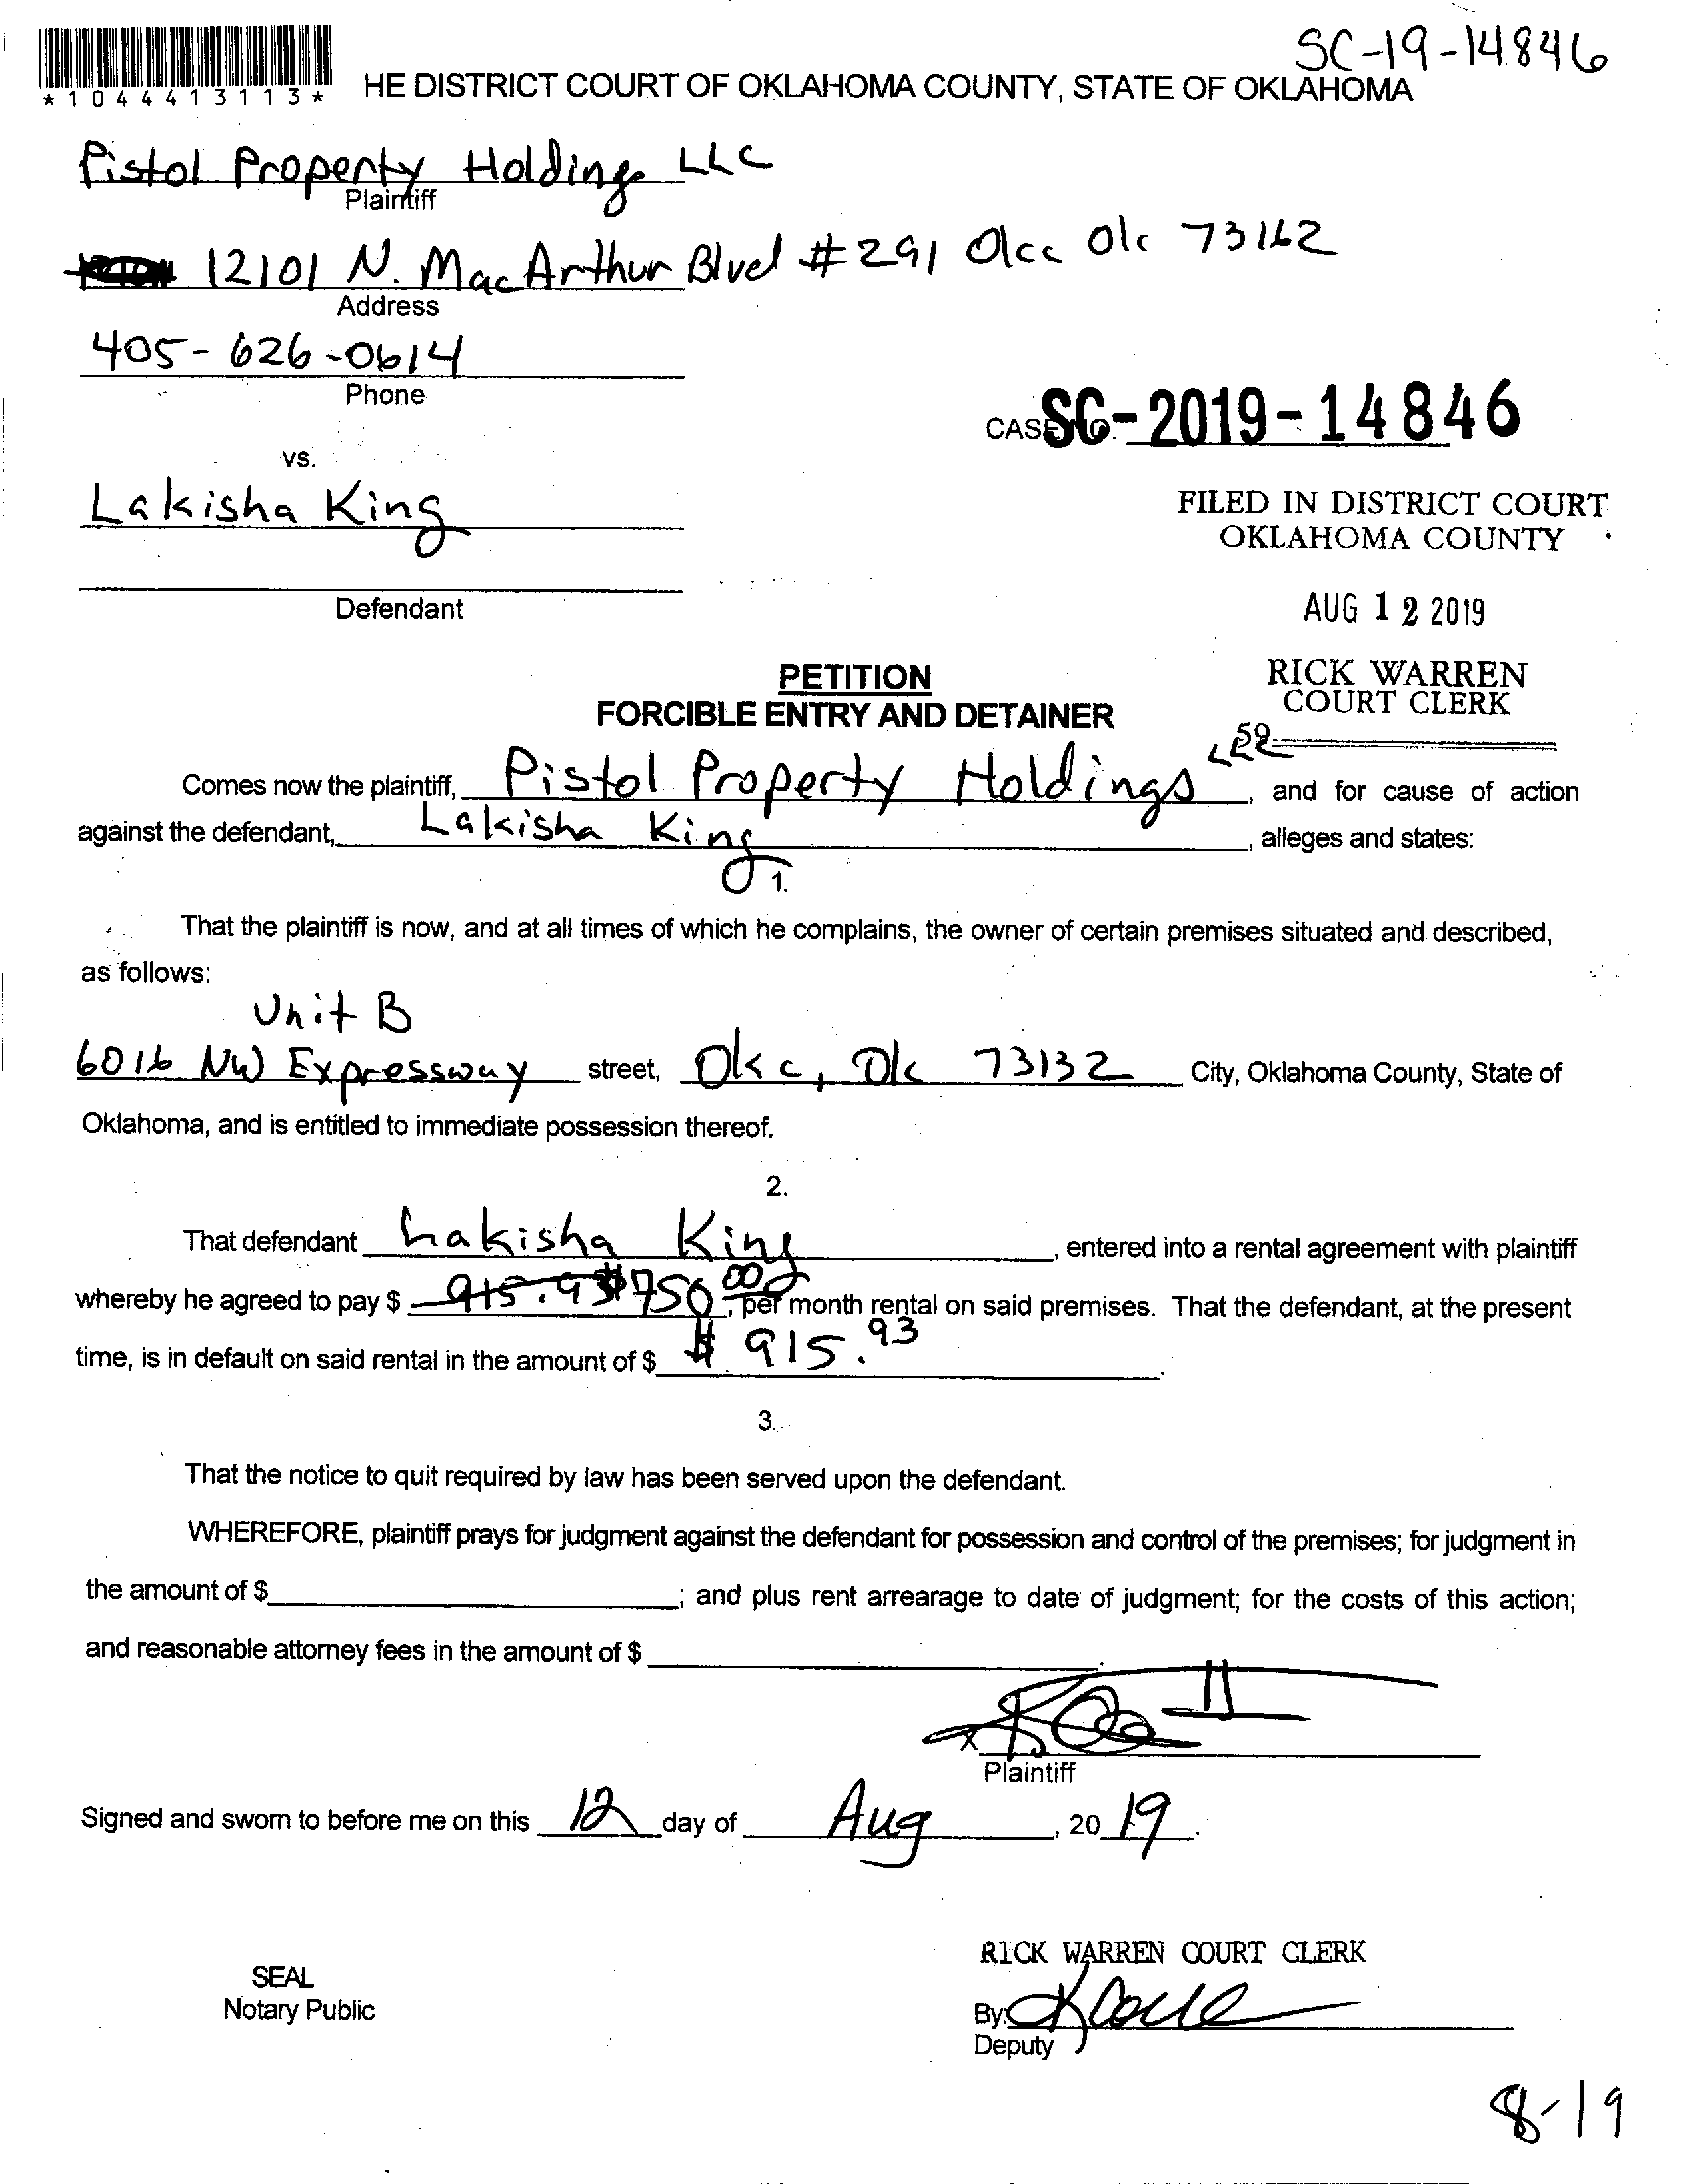 SC-19-14846
*1044413113*
HE DISTRICT COURT OF OKLAHOMA COUNTY, STATE OF OKLAHOMA
Pistol Property Holdings LLC
Plaintiff
12101 N. MacArthur Blvd #291 Okc Ok 73162
Address
405-626-0614
Phone
CASE NO. SC-2019-14846
vs.
Lakisha King
FILED IN DISTRICT COURT
OKLAHOMA COUNTY
Defendant
AUG 12 2019
PETITION
RICK WARREN
COURT CLERK
FORCIBLE ENTRY AND DETAINER
52
Comes now the plaintiff, Pistol Property Holdings LLC, and for cause of action
against the defendant, Lakisha King, alleges and states:
1.
That the plaintiff is now, and at all times of which he complains, the owner of certain premises situated and described,
as follows:
Unit B
6016 NW Expressway street, Okc, Ok 73132 City, Oklahoma County, State of
Oklahoma, and is entitled to immediate possession thereof.
2.
That defendant Lakisha King, entered into a rental agreement with plaintiff
whereby he agreed to pay $ 915.93 $750.00, per month rental on said premises. That the defendant, at the present
time, is in default on said rental in the amount of $ $ 915.93.
3.
That the notice to quit required by law has been served upon the defendant.
WHEREFORE, plaintiff prays for judgment against the defendant for possession and control of the premises; for judgment in
the amount of $; and plus rent arrearage to date of judgment; for the costs of this action;
and reasonable attorney fees in the amount of $.
X
Plaintiff
Signed and sworn to before me on this 12 day of Aug, 20 19.
RICK WARREN COURT CLERK
SEAL
Notary Public
By:
Deputy
8-19